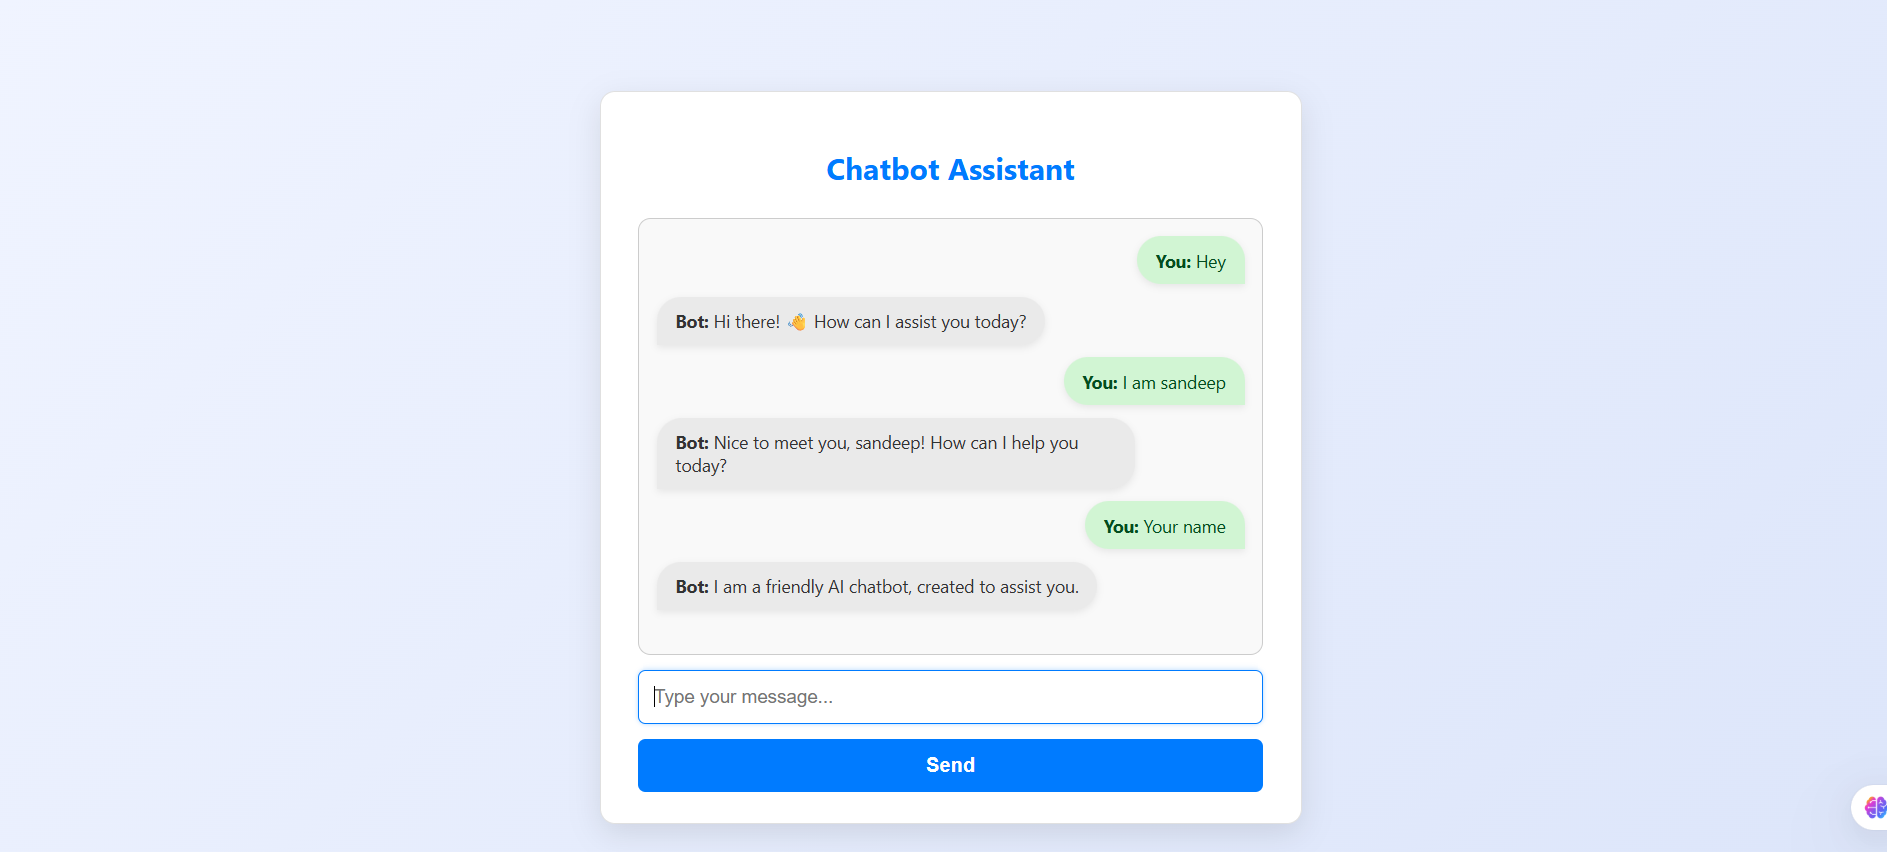 Chatbot Assistant
You: Hey
Bot: Hi there! 👋 How can I assist you today?
You: I am sandeep
Bot: Nice to meet you, sandeep! How can I help you
today?
You: Your name
Bot: I am a friendly AI chatbot, created to assist you.
Type your message...
Send